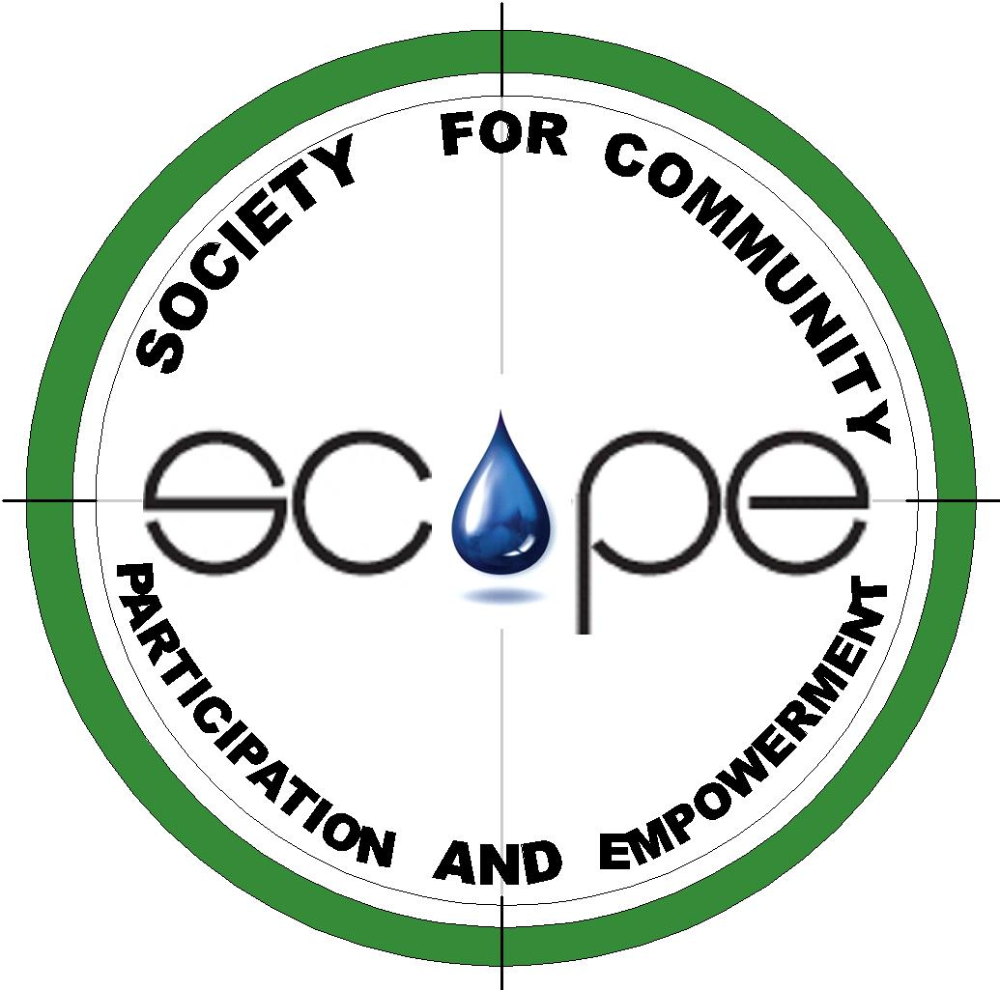 SOCIETY FOR COMMUNITY
scope
PARTICIPATION AND EMPOWERMENT